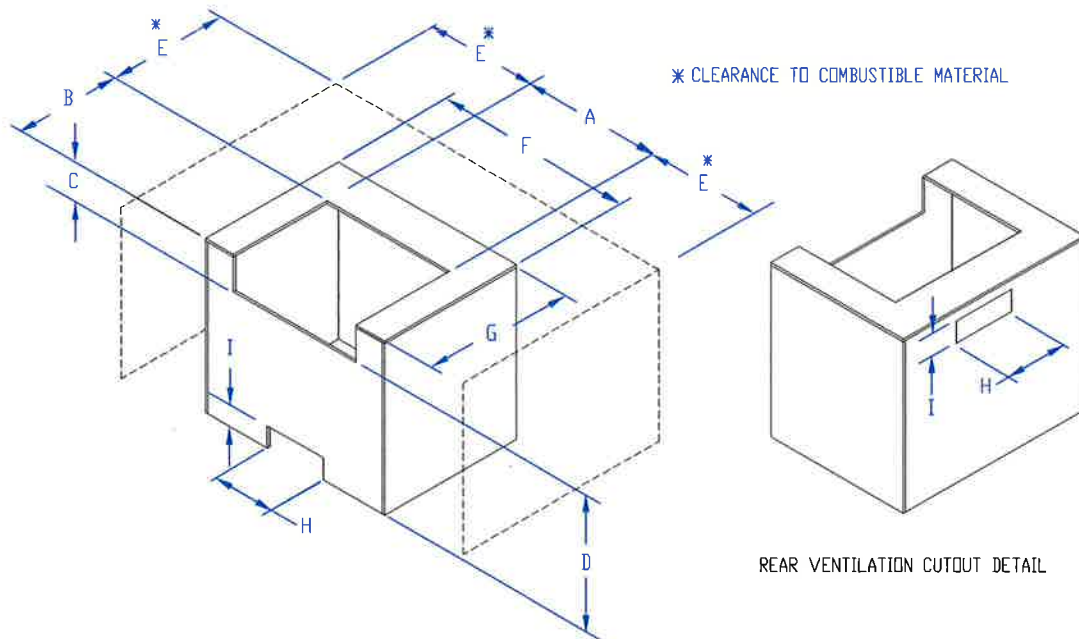 *
E
*
E
* CLEARANCE TO COMBUSTIBLE MATERIAL
B
A
F
C
*
E
G
I
I
H
H
D
REAR VENTILATION CUTOUT DETAIL